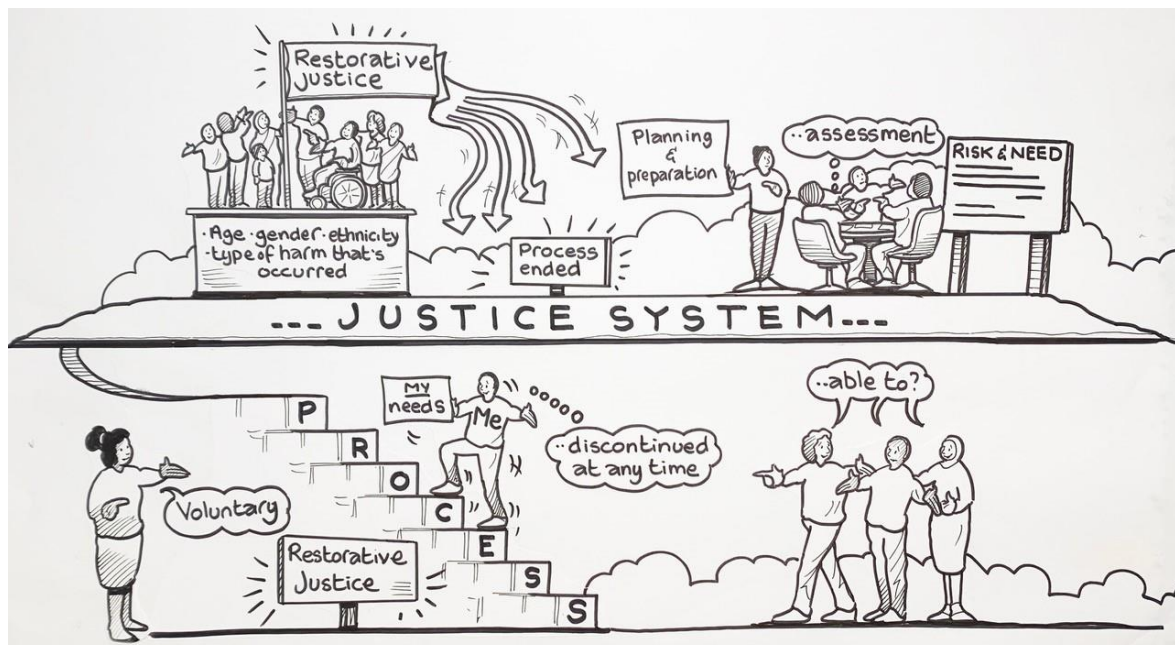 Restorative
Justice
Planning
&
preparation
..assessment
RISK & NEED
·Age·gender·ethnicity
·type of harm that's
occurred
Process
ended
---JUSTICE SYSTEM---
P
R
O
C
E
S
S
MY
needs
Me
..discontinued
at any time
..able to?
Voluntary
Restorative
Justice